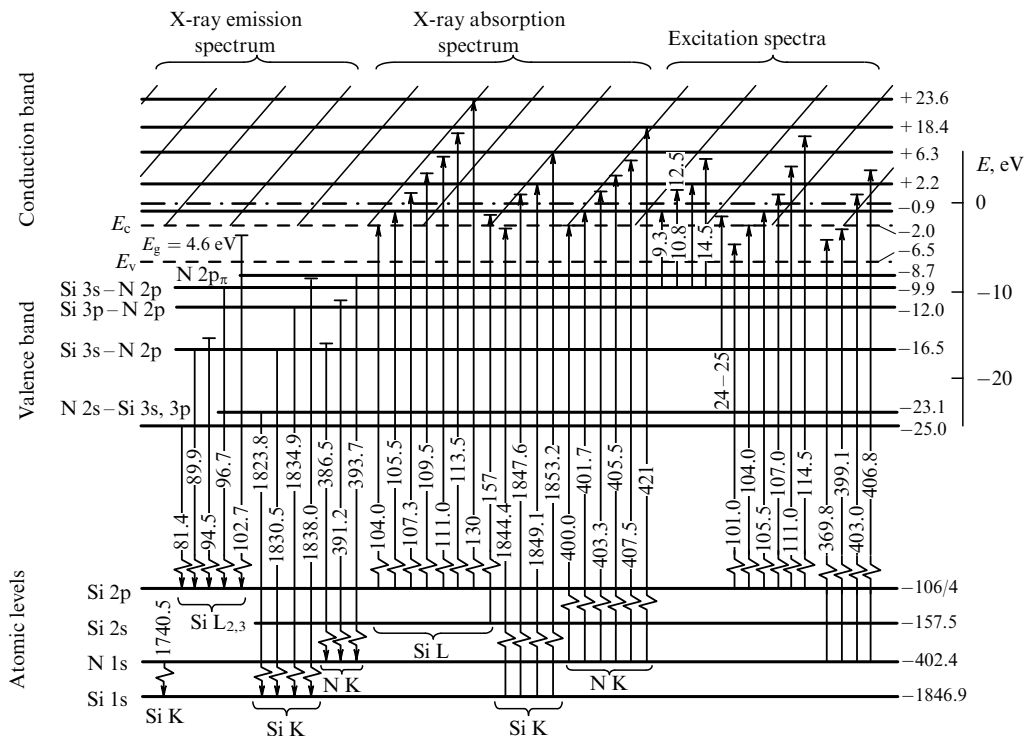 X-ray emission
spectrum
X-ray absorption
spectrum
Excitation spectra
Conduction band
Valence band
Atomic levels
+ 23.6
+ 18.4
+6.3
+2.2
−0.9
−2.0
−6.5
−8.7
−9.9
−12.0
−16.5
−23.1
−25.0
−106/4
−157.5
−402.4
−1846.9
E, eV
0
−10
−20
Ec
Eg = 4.6 eV
Ev
N 2pπ
Si 3s−N 2p
Si 3p−N 2p
Si 3s−N 2p
N 2s−Si 3s, 3p
Si 2p
Si 2s
N 1s
Si 1s
81.4
89.9
94.5
96.7
102.7
1823.8
1830.5
1834.9
1838.0
386.5
391.2
393.7
104.0
105.5
107.3
109.5
111.0
113.5
130
157
1844.4
1847.6
1849.1
1853.2
400.0
401.7
403.3
405.5
407.5
421
9.3
10.8
12.5
14.5
24−25
101.0
104.0
105.5
107.0
111.0
114.5
369.8
399.1
403.0
406.8
1740.5
Si L2,3
Si L
N K
N K
Si K
Si K
Si K